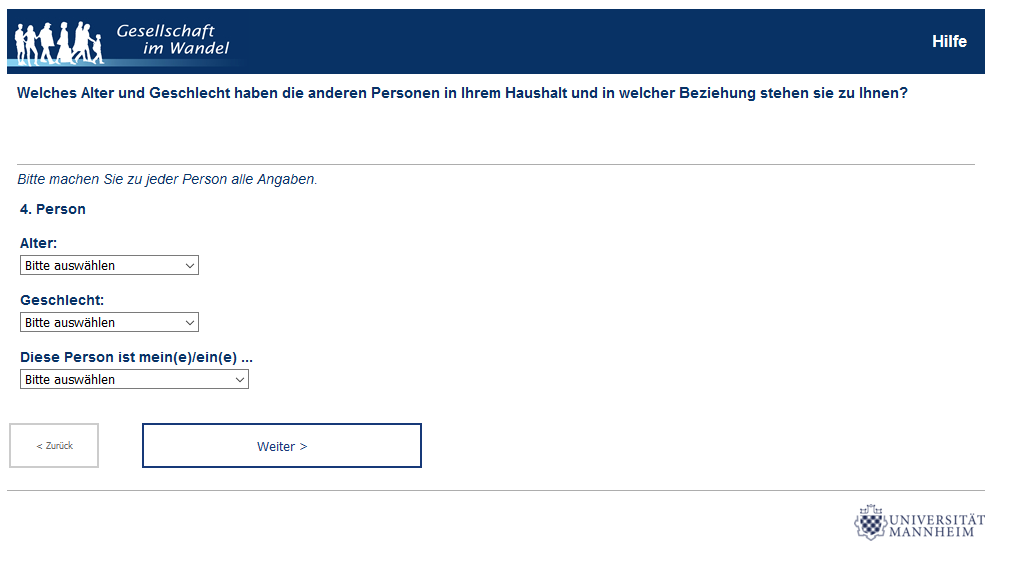 Gesellschaft
im Wandel
Hilfe
Welches Alter und Geschlecht haben die anderen Personen in Ihrem Haushalt und in welcher Beziehung stehen sie zu Ihnen?
Bitte machen Sie zu jeder Person alle Angaben.
4. Person
Alter:
Bitte auswählen
Geschlecht:
Bitte auswählen
Diese Person ist mein(e)/ein(e) ...
Bitte auswählen
< Zurück
Weiter >
UNIVERSITÄT
MANNHEIM